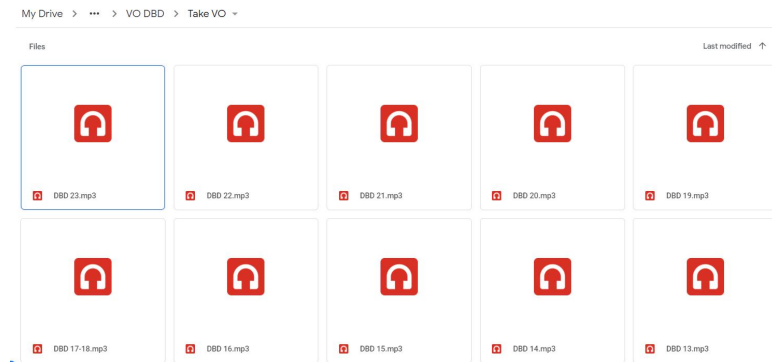 My Drive > ••• > VO DBD > Take VO
Files
Last modified ↑
DBD 23.mp3
DBD 22.mp3
DBD 21.mp3
DBD 20.mp3
DBD 19.mp3
DBD 17-18.mp3
DBD 16.mp3
DBD 15.mp3
DBD 14.mp3
DBD 13.mp3